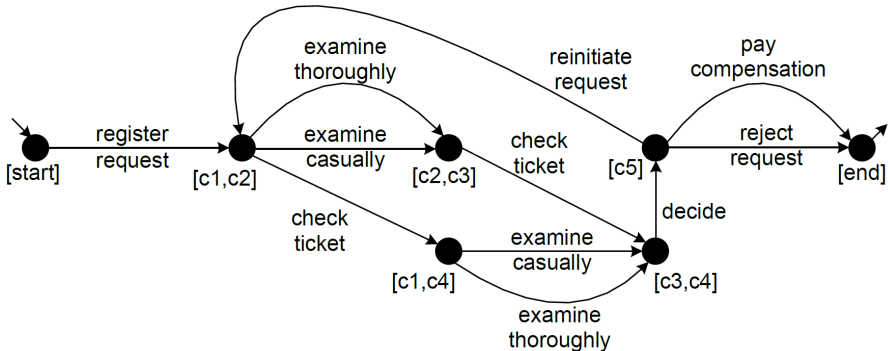 examine
thoroughly
reinitiate
request
pay
compensation
register
request
examine
casually
check
ticket
reject
request
[start]
[c1,c2]
[c2,c3]
[c5]
[end]
check
ticket
decide
examine
casually
[c1,c4]
[c3,c4]
examine
thoroughly